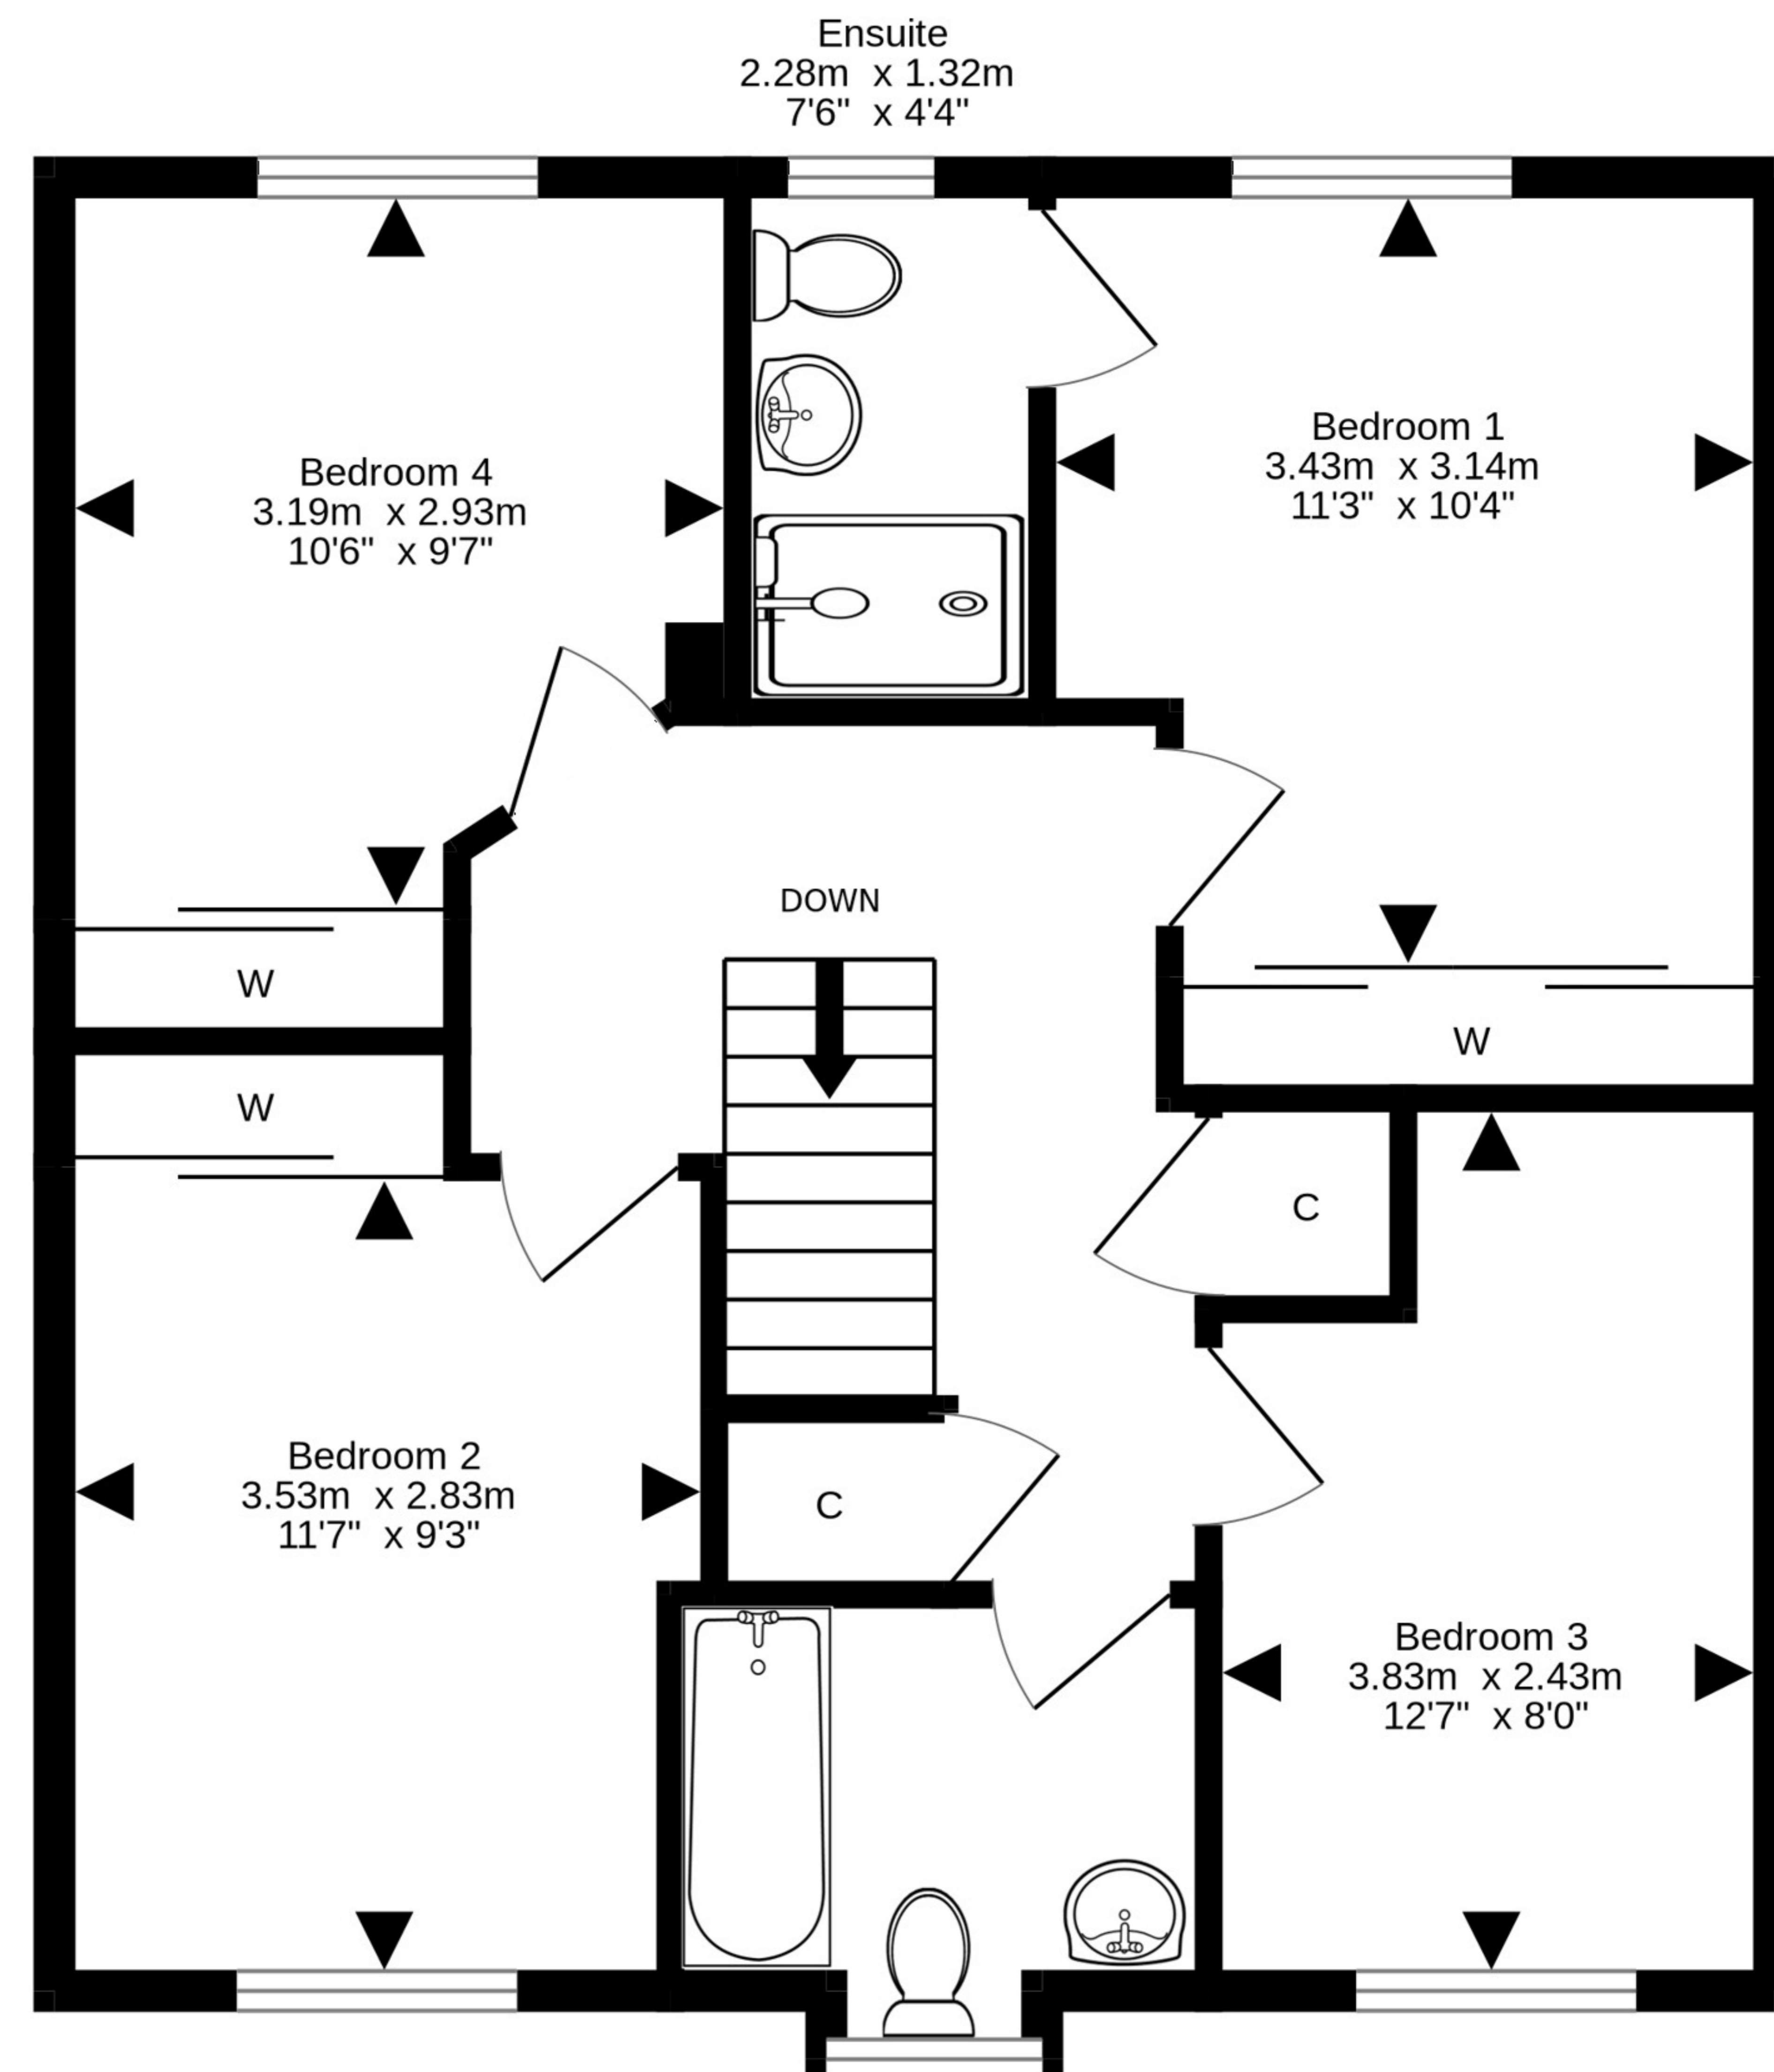 Ensuite
2.28m x 1.32m
7'6" x 4'4"
Bedroom 4
3.19m x 2.93m
10'6" x 9'7"
Bedroom 1
3.43m x 3.14m
11'3" x 10'4"
DOWN
W
W
W
C
Bedroom 2
3.53m x 2.83m
11'7" x 9'3"
C
Bedroom 3
3.83m x 2.43m
12'7" x 8'0"